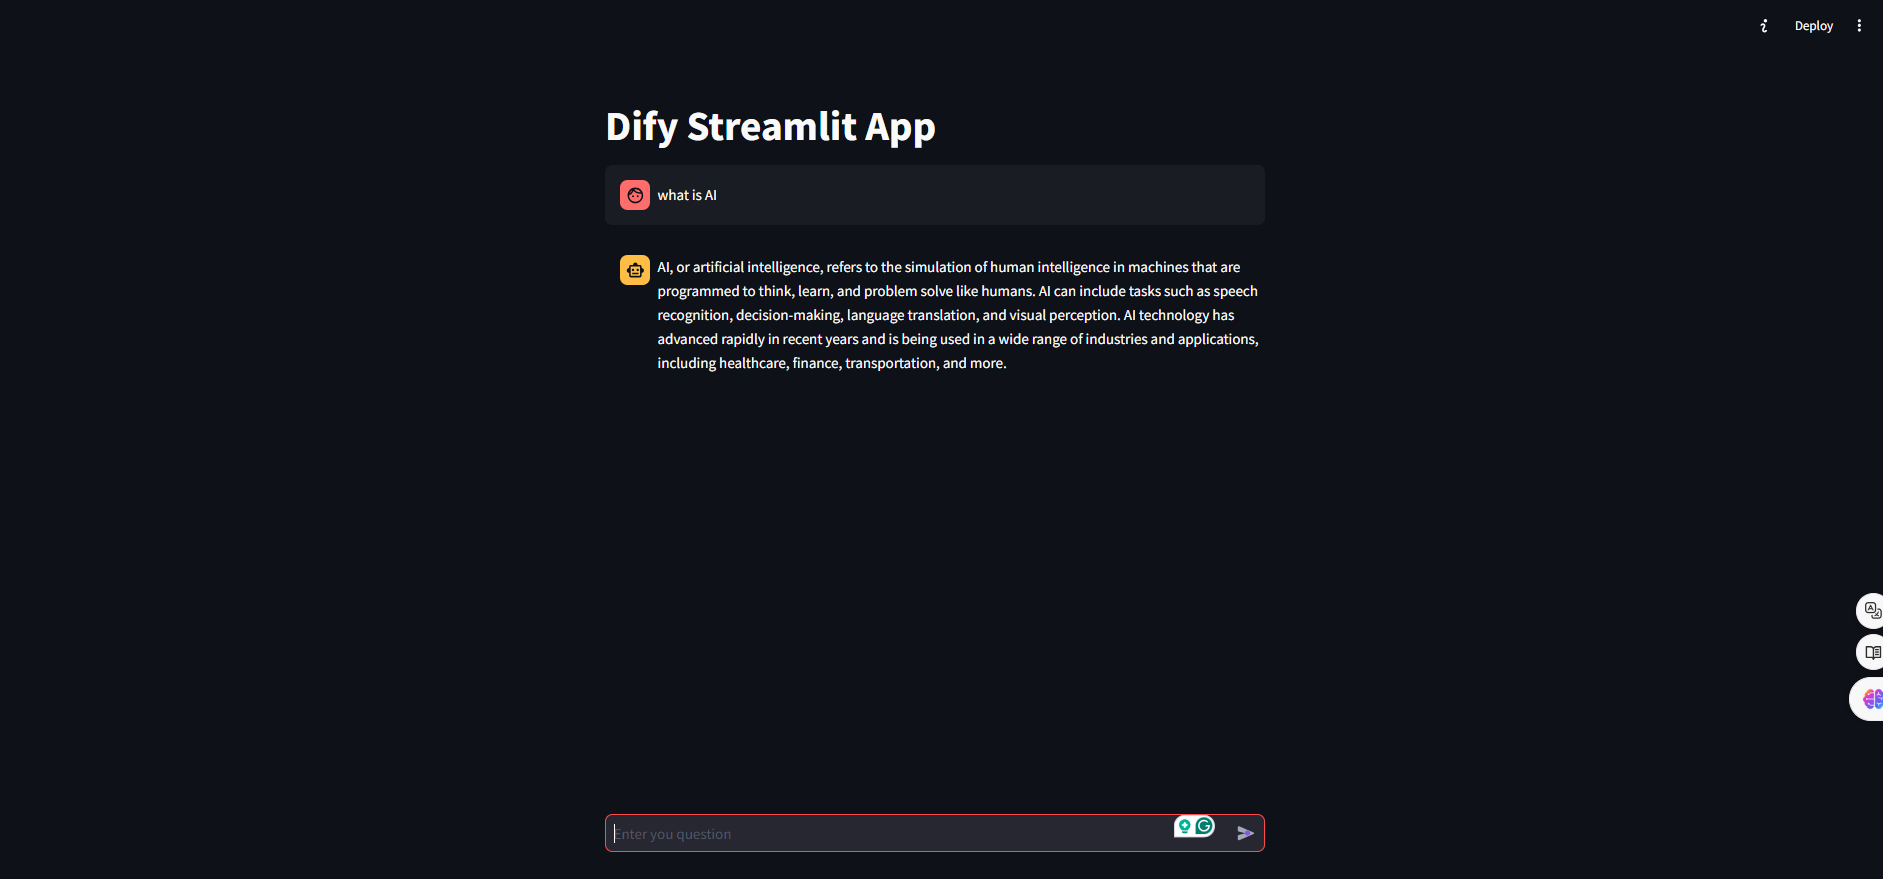 Deploy
Dify Streamlit App
what is AI
AI, or artificial intelligence, refers to the simulation of human intelligence in machines that are
programmed to think, learn, and problem solve like humans. AI can include tasks such as speech
recognition, decision-making, language translation, and visual perception. AI technology has
advanced rapidly in recent years and is being used in a wide range of industries and applications,
including healthcare, finance, transportation, and more.
Enter you question